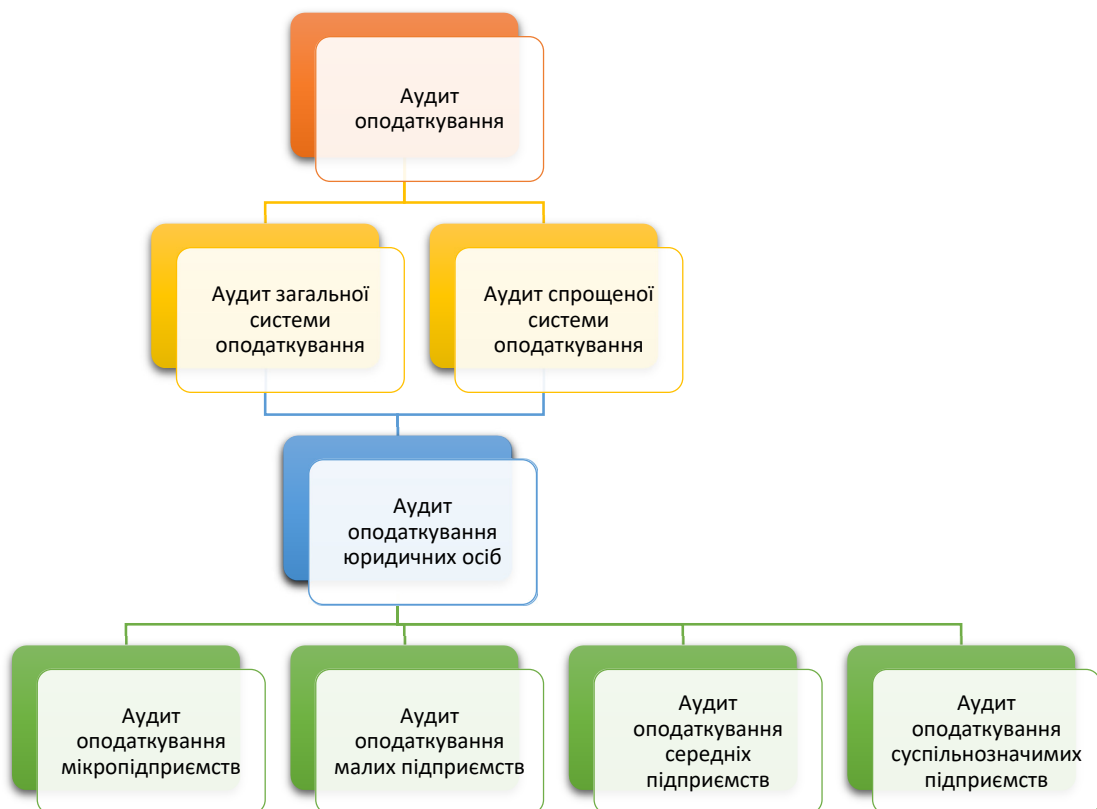 Аудит
оподаткування
Аудит загальної
системи
оподаткування
Аудит спрощеної
системи
оподаткування
Аудит
оподаткування
юридичних осіб
Аудит
оподаткування
мікропідприємств
Аудит
оподаткування
малих підприємств
Аудит
оподаткування
середніх
підприємств
Аудит
оподаткування
суспільнозначимих
підприємств